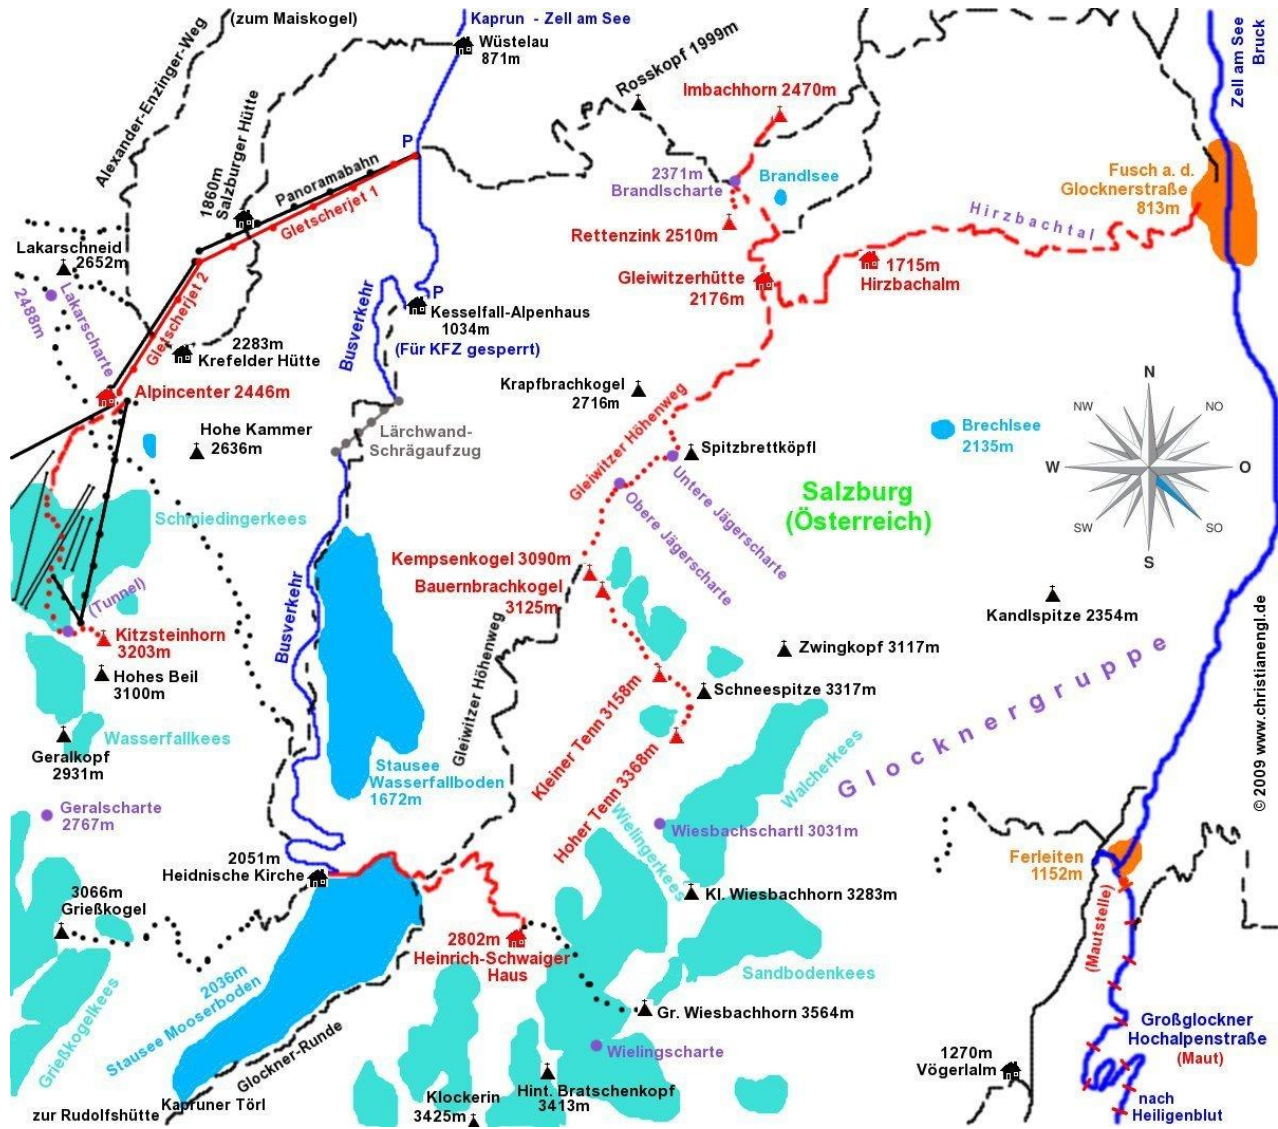 (zum Maiskogel)
Kaprun - Zell am See
Wüstelau
871m
Alexander-Enzinger-Weg
1860m
Salzburger Hütte
Panoramabahn
Gletscherjet 1
Gletscherjet 2
P
Rosskopf 1999m
Imbachhorn 2470m
2371m
Brandlscharte
Brandlsee
Rettenzink 2510m
Zell am See
Bruck
Fusch a. d.
Glocknerstraße
813m
Hirzbachtal
Lakarschneid
2652m
Lakarscharte
2488m
Gleiwitzerhütte
2176m
1715m
Hirzbachalm
P
Kesselfall-Alpenhaus
1034m
(Für KFZ gesperrt)
Busverkehr
2283m
Krefelder Hütte
Alpincenter 2446m
Hohe Kammer
2636m
Lärchwand-
Schrägaufzug
Krapfbrachkogel
2716m
Gleiwitzer Höhenweg
Spitzbrettköpfl
Untere Jägerscharte
Obere Jägerscharte
Brechlsee
2135m
N
NO
O
SO
S
SW
W
NW
Salzburg
(Österreich)
Schmiedingerkees
(Tunnel)
Kitzsteinhorn
3203m
Hohes Beil
3100m
Wasserfallkees
Geralkopf
2931m
Geralscharte
2767m
Busverkehr
Kempsenkogel 3090m
Bauernbrachkogel
3125m
Gleiwitzer Höhenweg
Kandlspitze 2354m
Zwingkopf 3117m
Schneespitze 3317m
Kleiner Tenn 3158m
Hoher Tenn 3368m
Glocknergruppe
© 2009 www.christianengl.de
Stausee
Wasserfallboden
1672m
Walcherkees
Wielingerkees
Wiesbachschartl 3031m
2051m
Heidnische Kirche
3066m
Grießkogel
Grießkogelkees
Kl. Wiesbachhorn 3283m
Ferleiten
1152m
(Mautstelle)
2802m
Heinrich-Schwaiger
Haus
Sandbodenkees
2036m
Stausee Mooserboden
Gr. Wiesbachhorn 3564m
Wielingscharte
Glockner-Runde
Großglockner
Hochalpenstraße
(Maut)
1270m
Vögerlalm
Klockerin
3425m
Hint. Bratschenkopf
3413m
Kapruner Törl
zur Rudolfshütte
nach
Heiligenblut